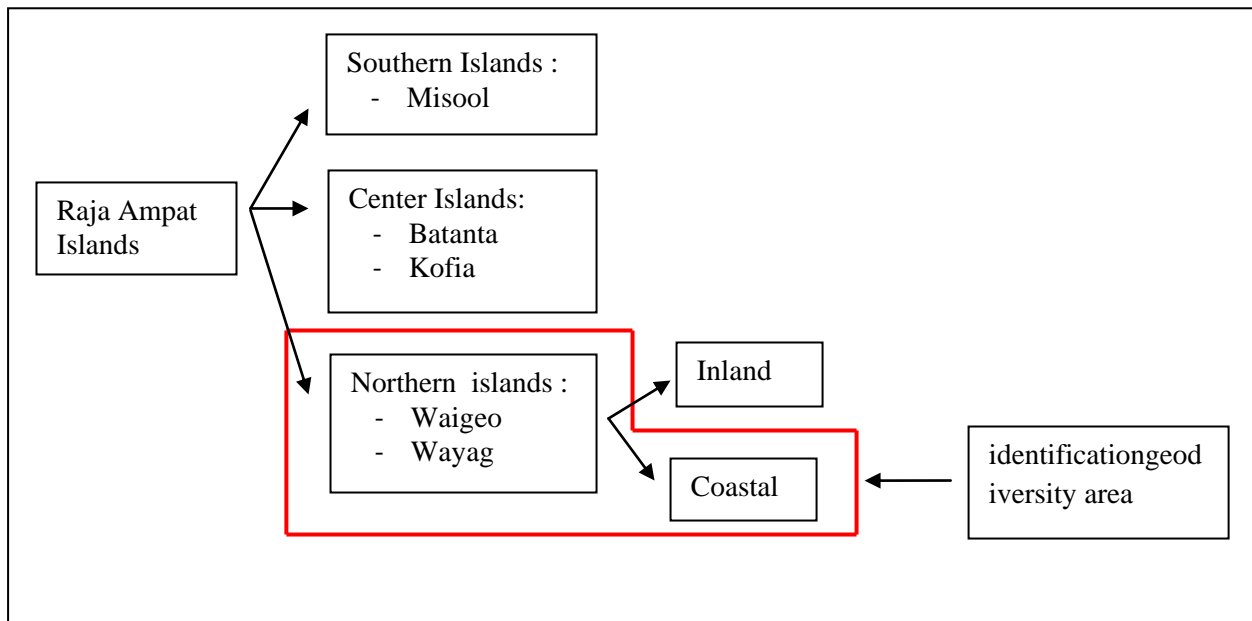 Southern Islands :
- Misool
Raja Ampat
Islands
Center Islands:
- Batanta
- Kofia
Northern islands :
- Waigeo
- Wayag
Inland
Coastal
identificationgeod
iversity area